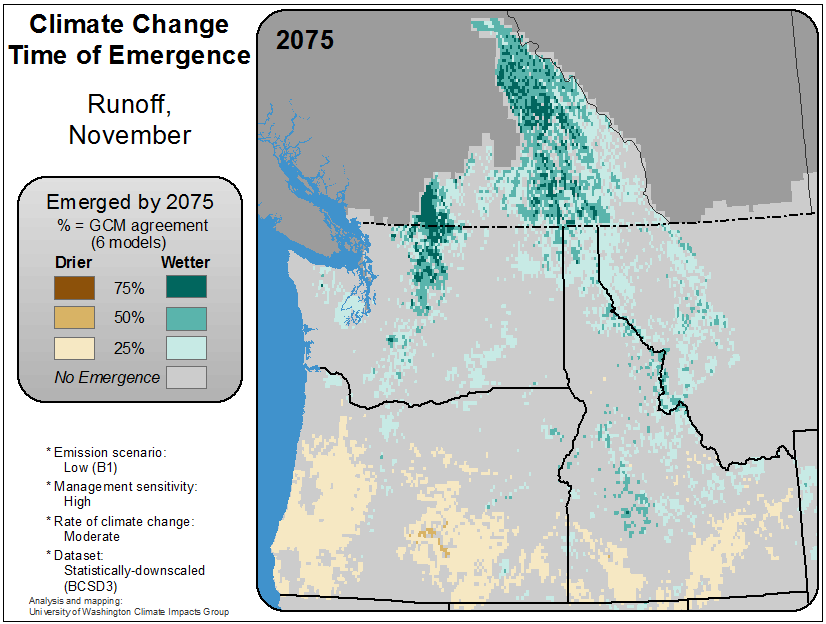 Climate Change
Time of Emergence
Runoff,
November
Emerged by 2075
% = GCM agreement
(6 models)
Drier Wetter
75%
50%
25%
No Emergence
* Emission scenario:
Low (B1)
* Management sensitivity:
High
* Rate of climate change:
Moderate
* Dataset:
Statistically-downscaled
(BCSD3)
Analysis and mapping:
University of Washington Climate Impacts Group
2075